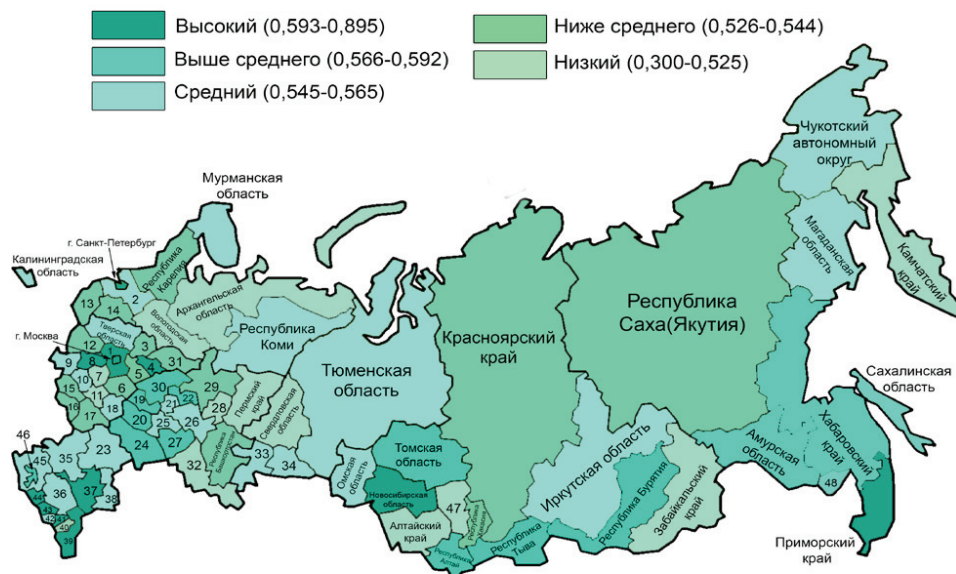 Высокий (0,593-0,895)
Выше среднего (0,566-0,592)
Средний (0,545-0,565)
Ниже среднего (0,526-0,544)
Низкий (0,300-0,525)
Чукотский
автономный
округ
Мурманская
область
г. Санкт-Петербург
Калининградская
область
Республика
Карелия
Архангельская
область
Вологодская
область
Тверская
область
г. Москва
Республика
Коми
Тюменская
область
Красноярский
край
Республика
Саха(Якутия)
Магаданская
область
Камчатский
край
Сахалинская
область
Хабаровский
край
Амурская
область
Приморский
край
Пермский
край
Свердловская
область
Республика
Башкортостан
Омская
область
Томская
область
Новосибирская
область
Алтайский
край
Республика
Хакасия
Республика
Алтай
Республика
Тыва
Иркутская область
Республика Бурятия
Забайкальский
край
2
13
14
12
3
1
9
8
4
31
10
7
5
15
11
6
30
29
16
17
18
19
21
22
28
20
25
26
24
27
32
33
34
46
45
35
23
36
37
38
44
43
42
41
40
39
47
48